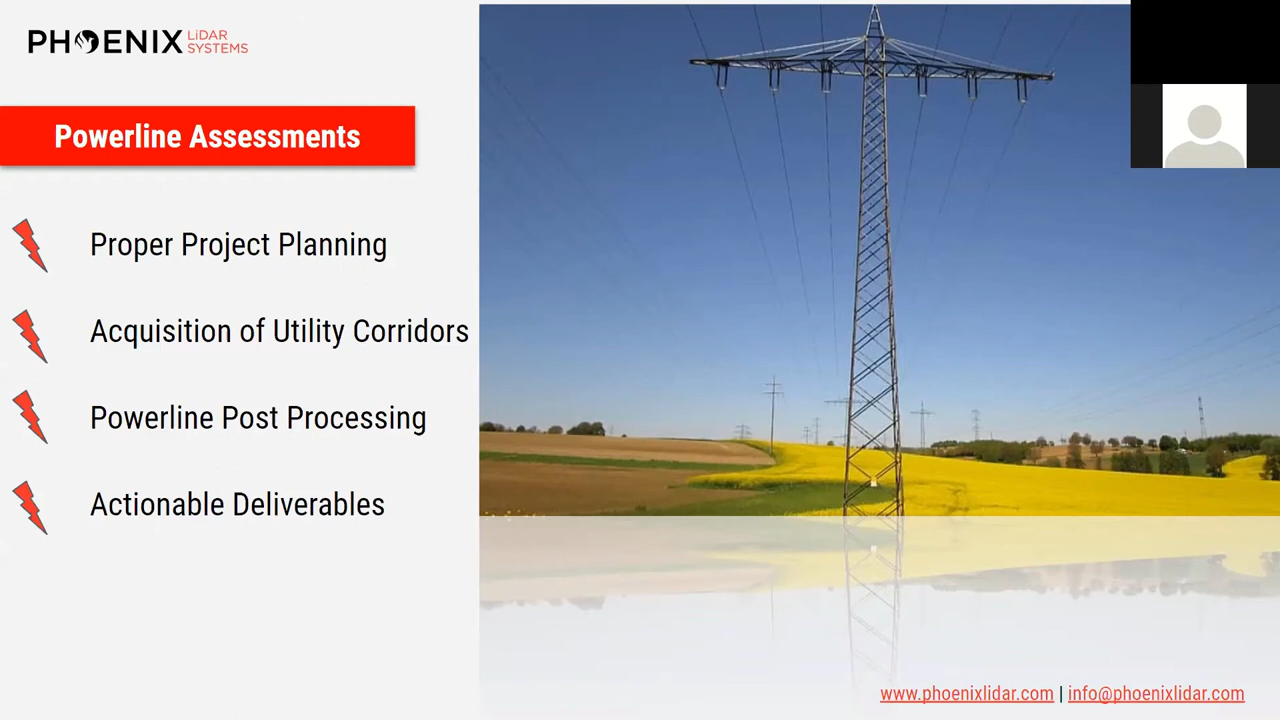 PHOENIX LiDAR SYSTEMS
Powerline Assessments
Proper Project Planning
Acquisition of Utility Corridors
Powerline Post Processing
Actionable Deliverables
www.phoenixlidar.com | info@phoenixlidar.com